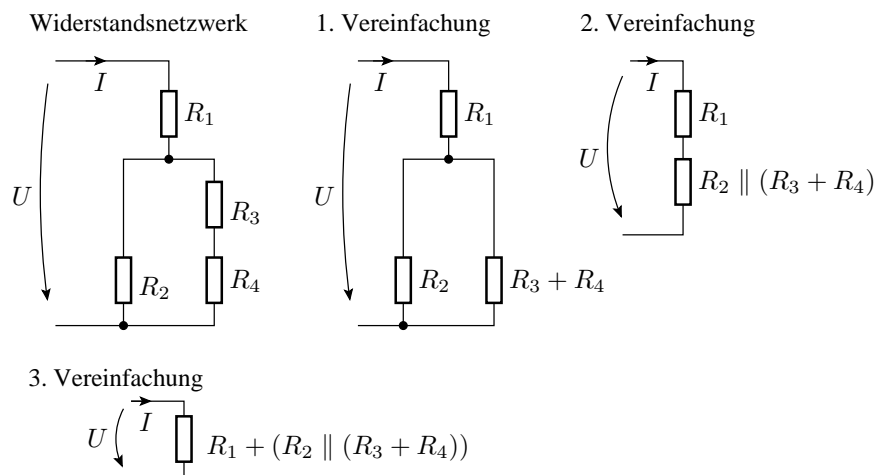 Widerstandsnetzwerk
I
R₁
U
R₃
R₂
R₄
1. Vereinfachung
I
R₁
U
R₂
R₃ + R₄
2. Vereinfachung
I
R₁
U
R₂ ∥ (R₃ + R₄)
3. Vereinfachung
U
I
R₁ + (R₂ ∥ (R₃ + R₄))